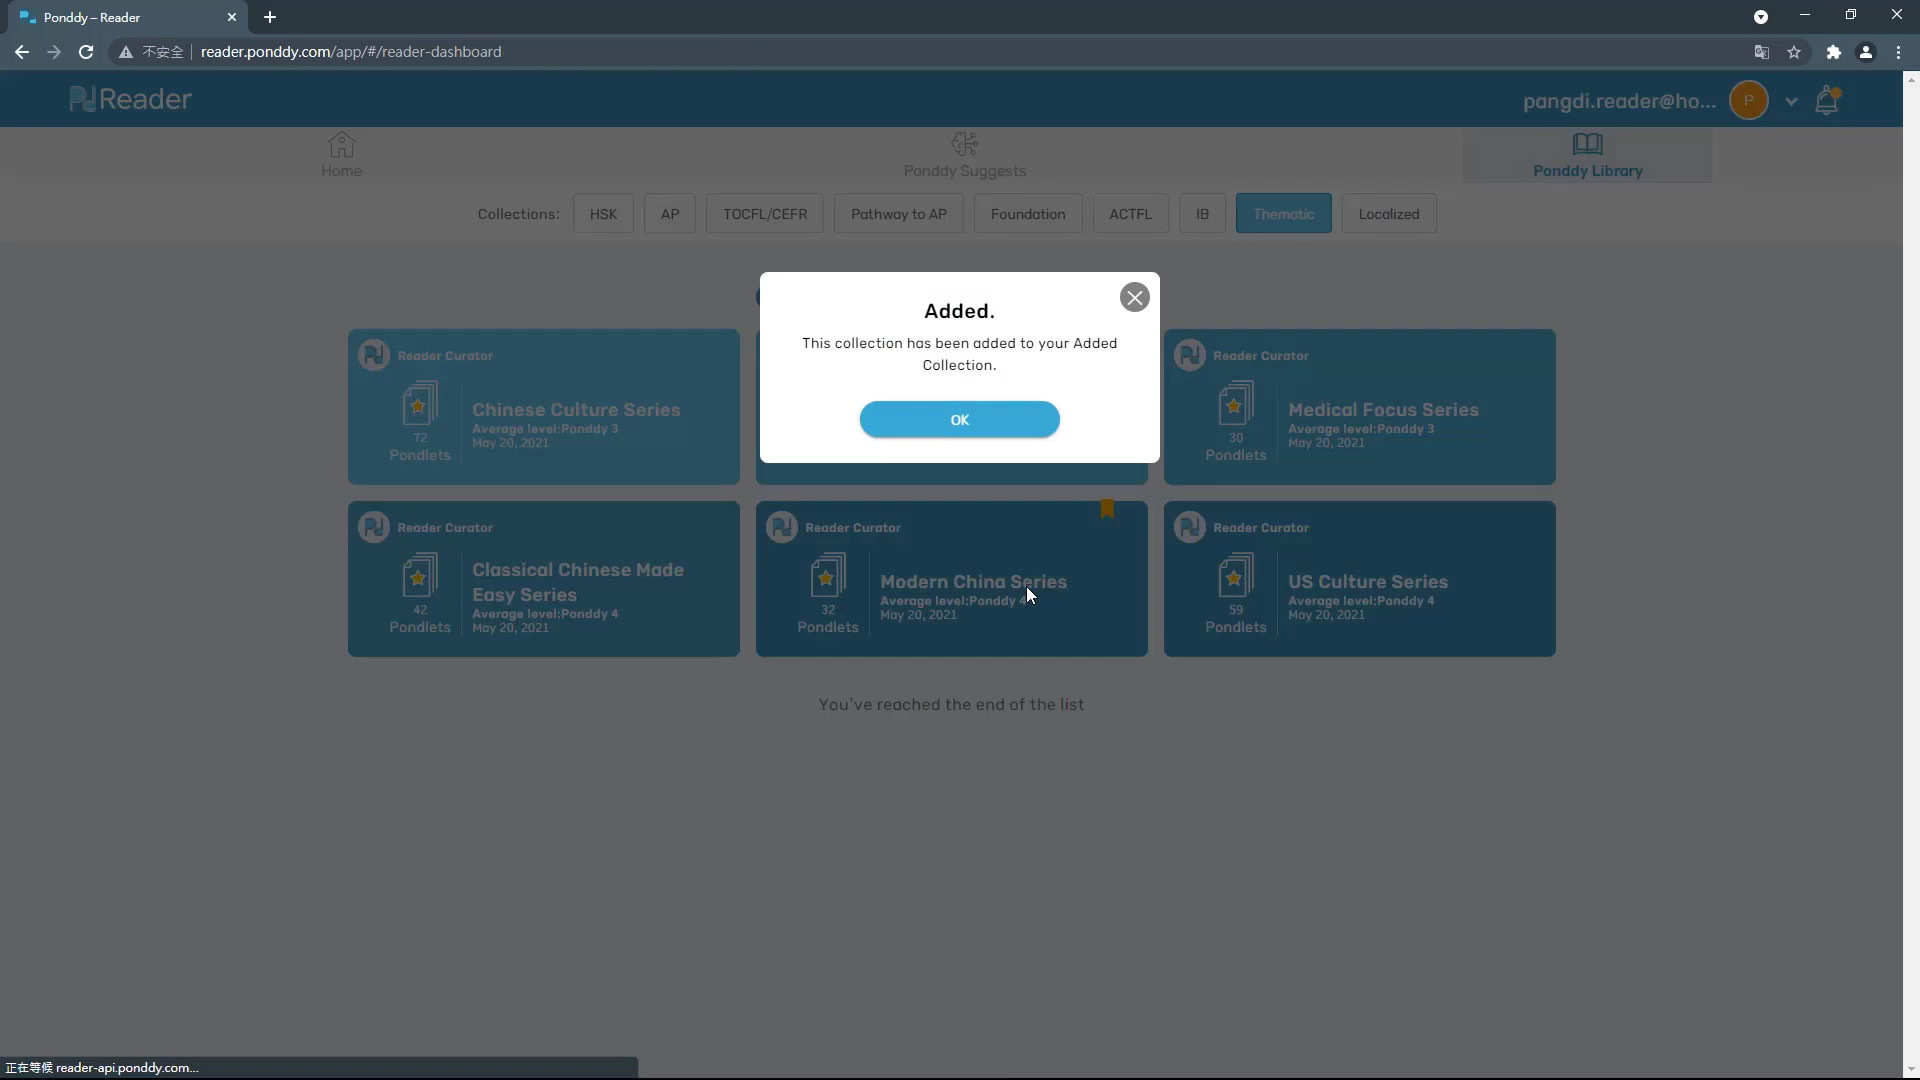 Ponddy – Reader
不安全
reader.ponddy.com/app/#/reader-dashboard
Reader
pangdi.reader@ho...
P
Home
Ponddy Suggests
Ponddy Library
Collections:
HSK
AP
TOCFL/CEFR
Pathway to AP
Foundation
ACTFL
IB
Thematic
Localized
Added.
This collection has been added to your Added
Collection.
OK
Reader Curator
72
Pondlets
Chinese Culture Series
Average level:Ponddy 3
May 20, 2021
Reader Curator
30
Pondlets
Medical Focus Series
Average level:Ponddy 3
May 20, 2021
Reader Curator
42
Pondlets
Classical Chinese Made
Easy Series
Average level:Ponddy 4
May 20, 2021
Reader Curator
32
Pondlets
Modern China Series
Average level:Ponddy 4
May 20, 2021
Reader Curator
59
Pondlets
US Culture Series
Average level:Ponddy 4
May 20, 2021
You've reached the end of the list
正在等候 reader-api.ponddy.com...